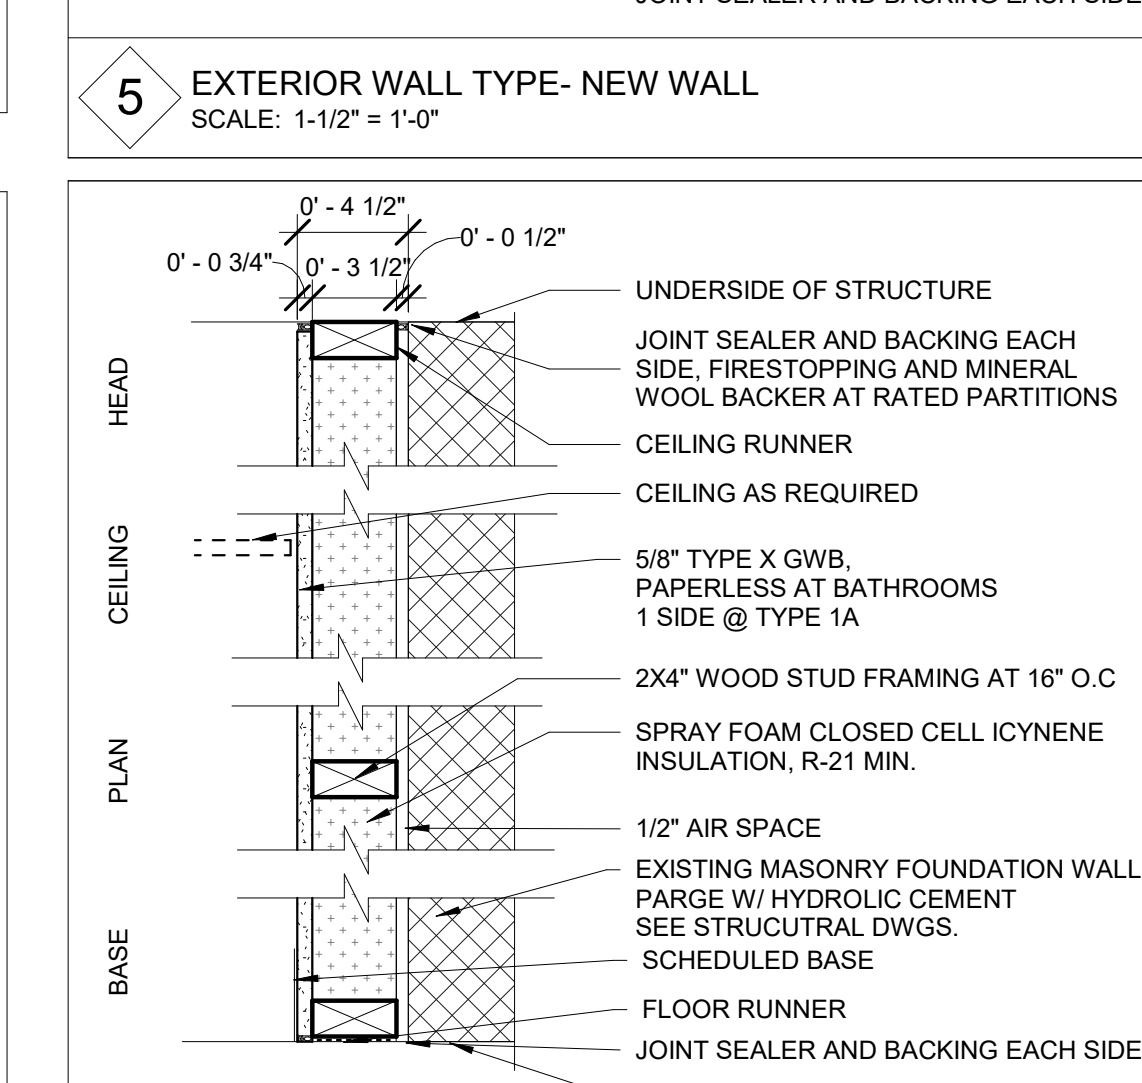 JOINT SEALER AND BACKING EACH SIDE
5
EXTERIOR WALL TYPE- NEW WALL
SCALE: 1-1/2" = 1'-0"
0' - 4 1/2"
0' - 0 1/2"
0' - 0 3/4"
0' - 3 1/2"
UNDERSIDE OF STRUCTURE
JOINT SEALER AND BACKING EACH
SIDE, FIRESTOPPING AND MINERAL
WOOL BACKER AT RATED PARTITIONS
HEAD
CEILING RUNNER
CEILING AS REQUIRED
CEILING
5/8" TYPE X GWB,
PAPERLESS AT BATHROOMS
1 SIDE @ TYPE 1A
2X4" WOOD STUD FRAMING AT 16" O.C
PLAN
SPRAY FOAM CLOSED CELL ICYNENE
INSULATION, R-21 MIN.
1/2" AIR SPACE
EXISTING MASONRY FOUNDATION WALL
PARGE W/ HYDROLIC CEMENT
SEE STRUCUTRAL DWGS.
BASE
SCHEDULED BASE
FLOOR RUNNER
JOINT SEALER AND BACKING EACH SIDE